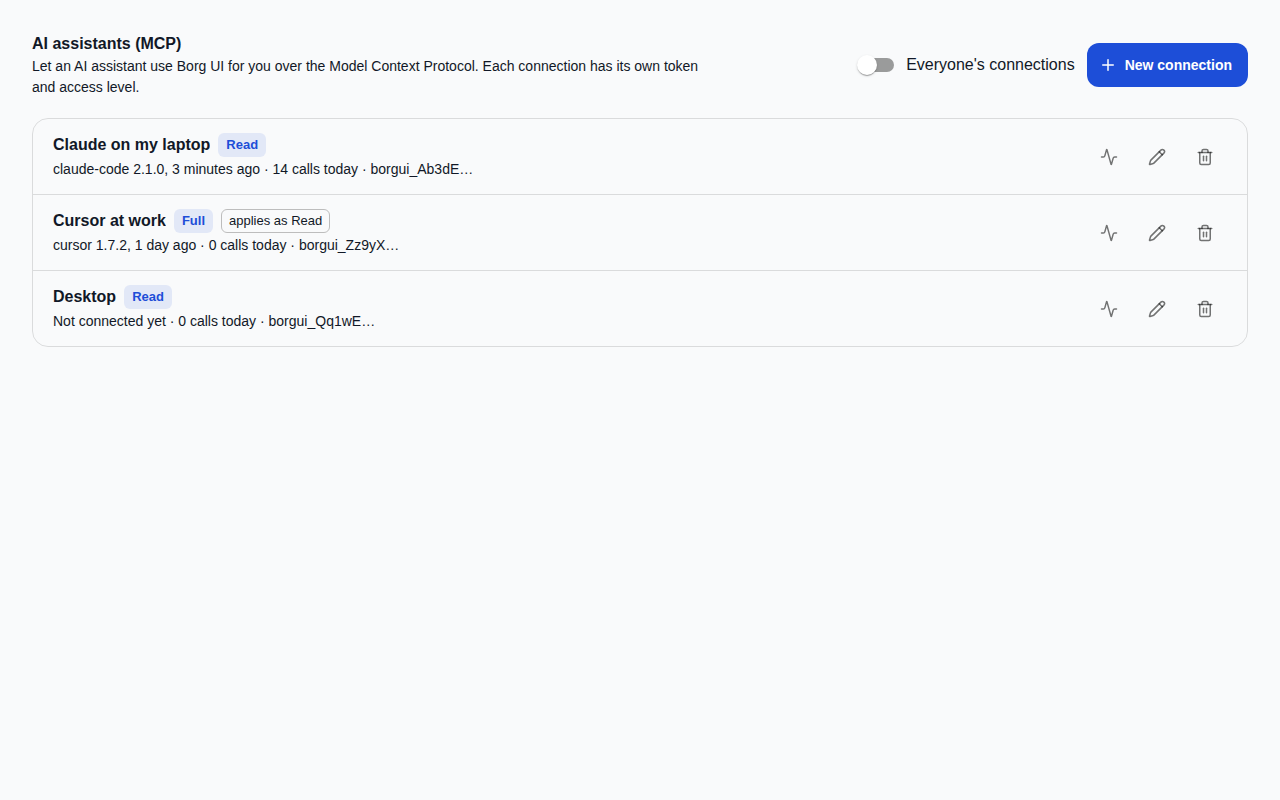 AI assistants (MCP)
Let an AI assistant use Borg UI for you over the Model Context Protocol. Each connection has its own token
and access level.
Everyone's connections
New connection
Claude on my laptop Read
claude-code 2.1.0, 3 minutes ago · 14 calls today · borgui_Ab3dE…
Cursor at work Full applies as Read
cursor 1.7.2, 1 day ago · 0 calls today · borgui_Zz9yX…
Desktop Read
Not connected yet · 0 calls today · borgui_Qq1wE…